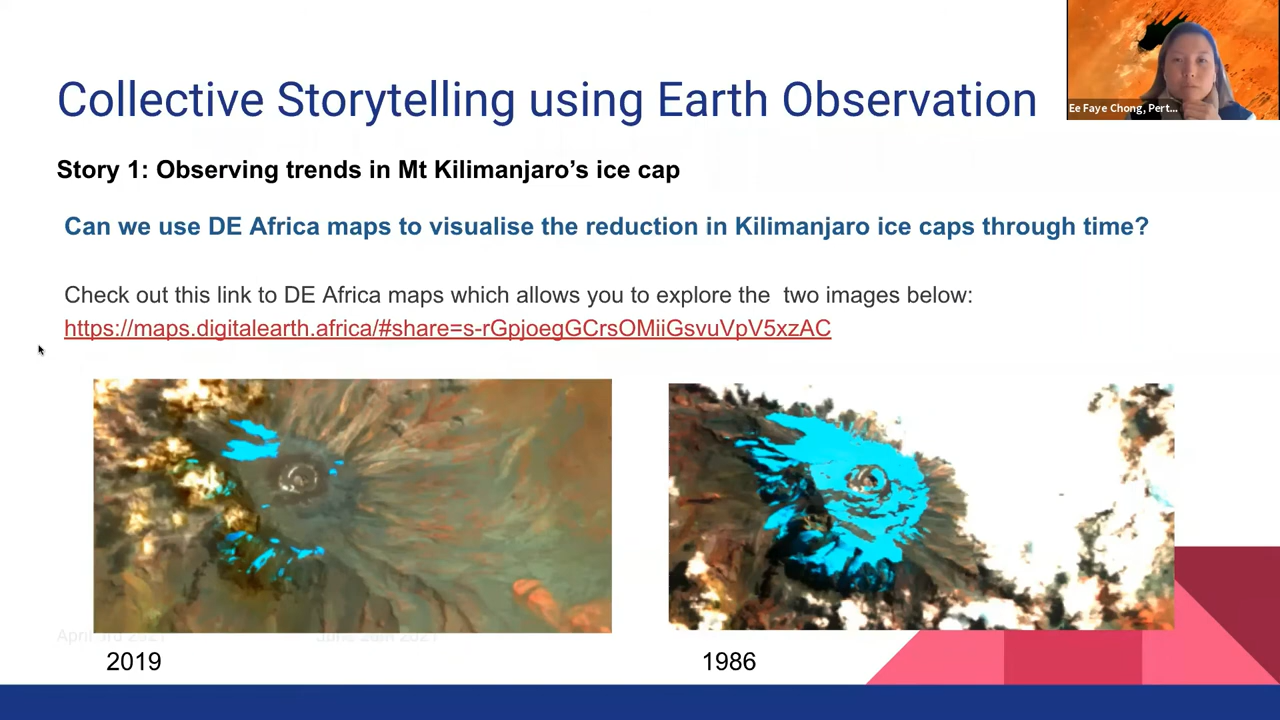 Collective Storytelling using Earth Observation
Ee Faye Chong, Pert...
Story 1: Observing trends in Mt Kilimanjaro’s ice cap
Can we use DE Africa maps to visualise the reduction in Kilimanjaro ice caps through time?
Check out this link to DE Africa maps which allows you to explore the  two images below:
https://maps.digitalearth.africa/#share=s-rGpjoegGCrsOMiiGsvuVpV5xzAC
2019
1986